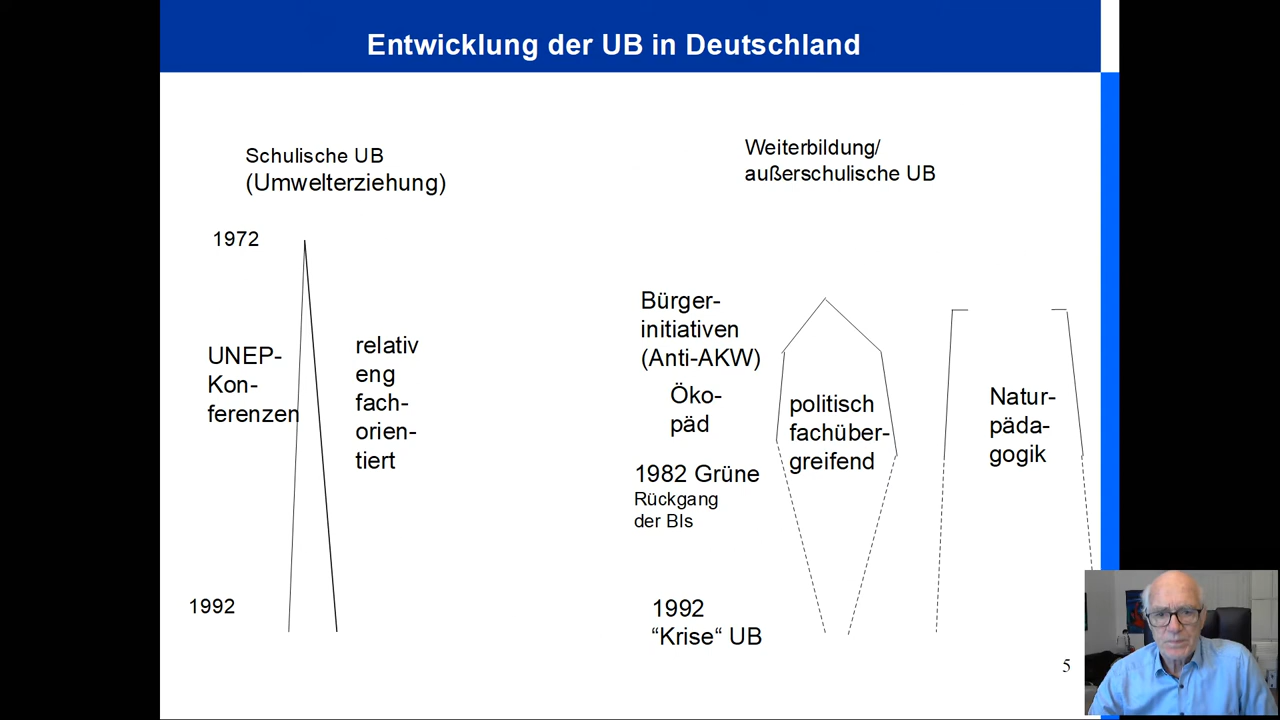 Entwicklung der UB in Deutschland
Schulische UB
(Umwelterziehung)
1972
UNEP-
Kon-
ferenzen
relativ
eng
fach-
orien-
tiert
1992
Weiterbildung/
außerschulische UB
Bürger-
initiativen
(Anti-AKW)
Öko-
päd
1982 Grüne
Rückgang
der BIs
1992
“Krise“ UB
politisch
fachüber-
greifend
Natur-
päda-
gogik
5